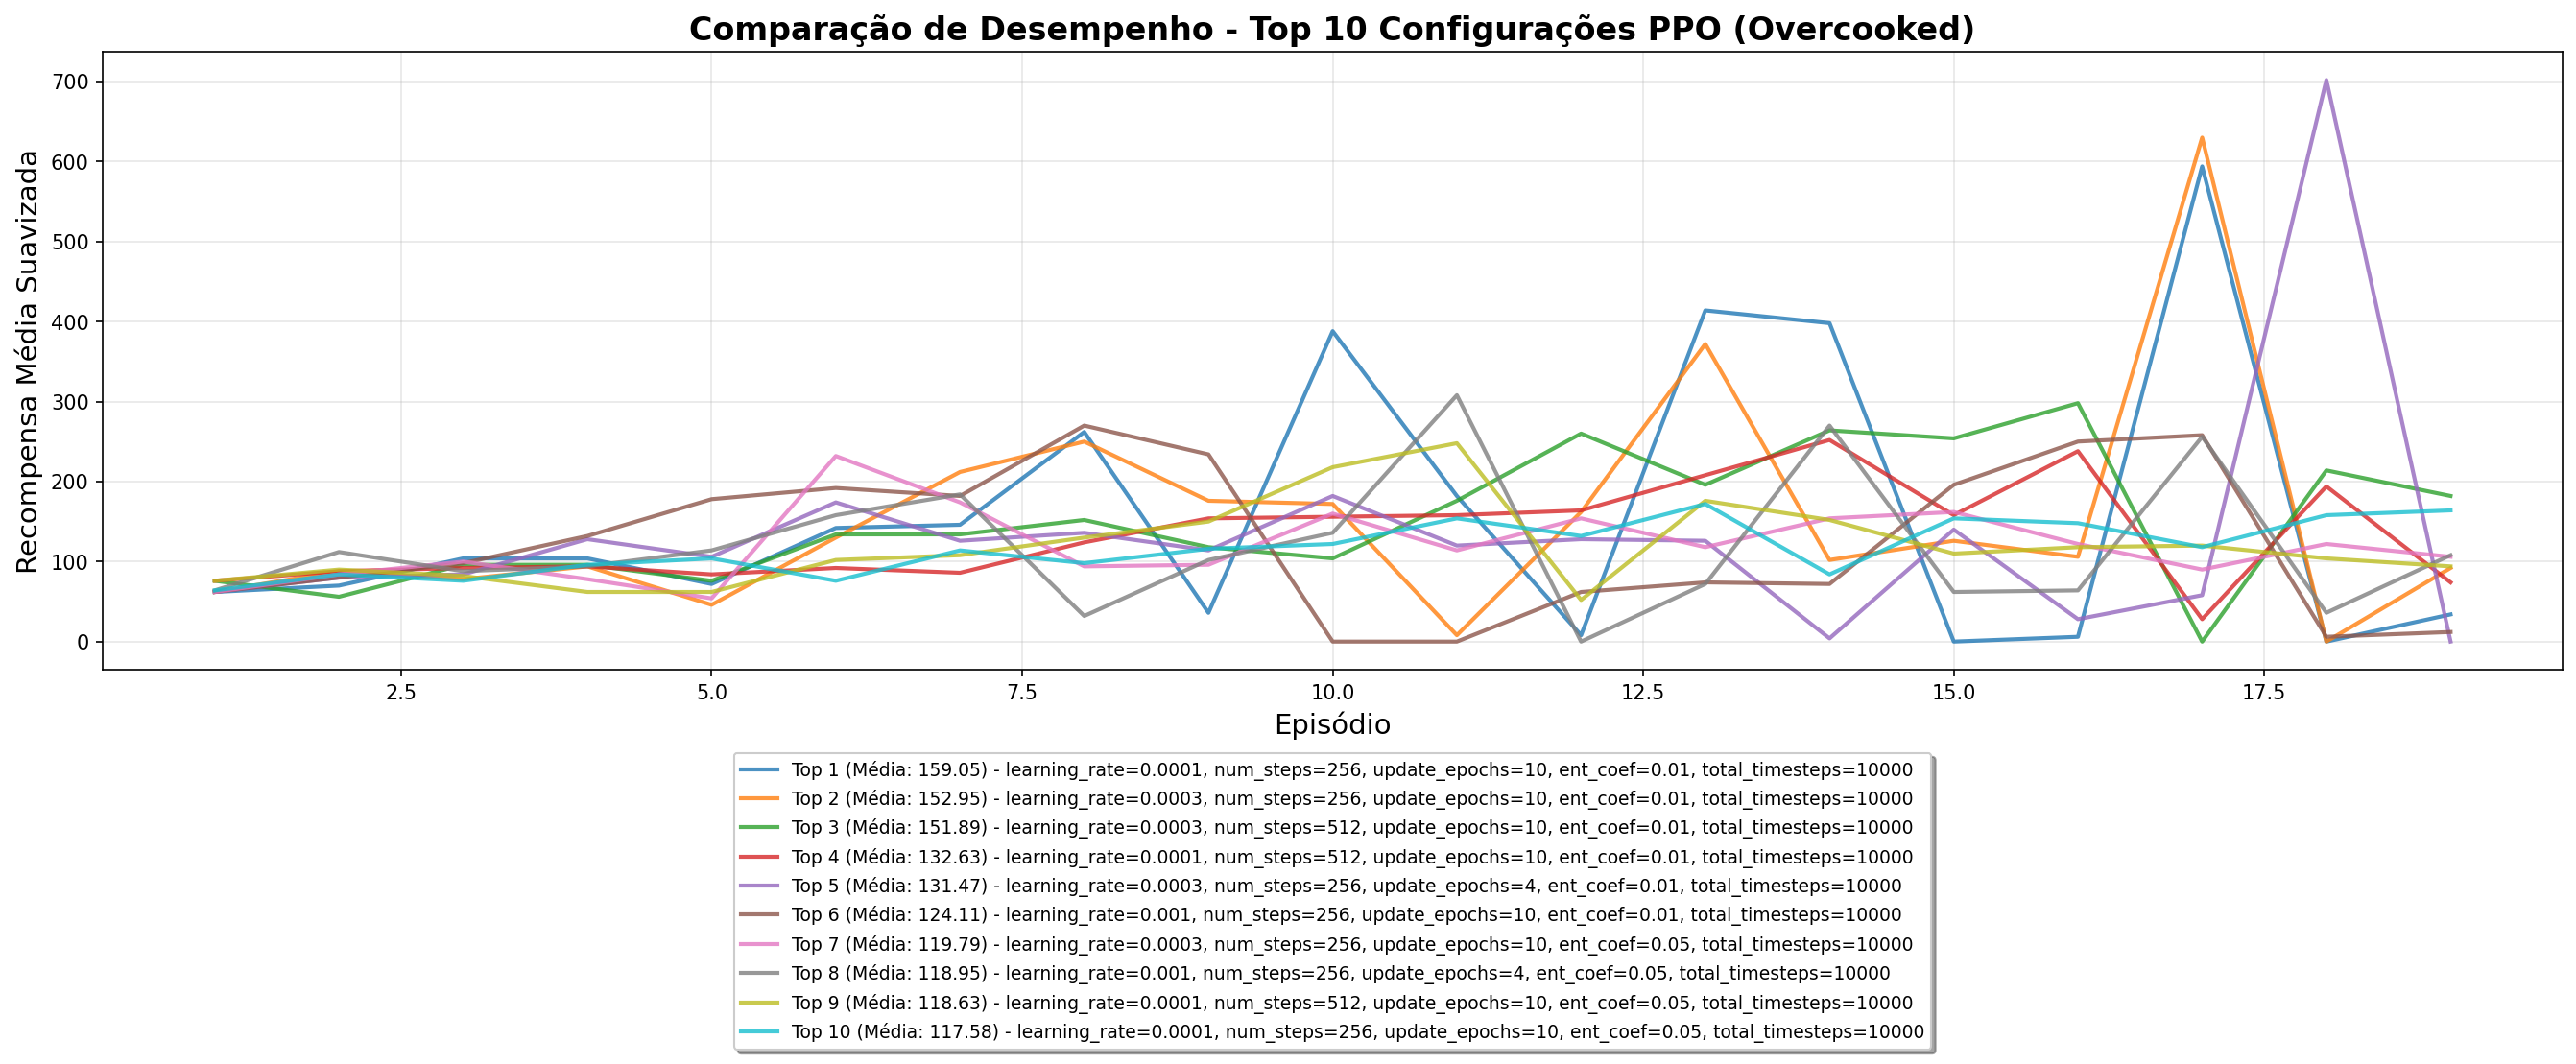 Comparação de Desempenho - Top 10 Configurações PPO (Overcooked)
Recompensa Média Suavizada
700
600
500
400
300
200
100
0
2.5 5.0 7.5 10.0 12.5 15.0 17.5
Episódio
Top 1 (Média: 159.05) - learning_rate=0.0001, num_steps=256, update_epochs=10, ent_coef=0.01, total_timesteps=10000
Top 2 (Média: 152.95) - learning_rate=0.0003, num_steps=256, update_epochs=10, ent_coef=0.01, total_timesteps=10000
Top 3 (Média: 151.89) - learning_rate=0.0003, num_steps=512, update_epochs=10, ent_coef=0.01, total_timesteps=10000
Top 4 (Média: 132.63) - learning_rate=0.0001, num_steps=512, update_epochs=10, ent_coef=0.01, total_timesteps=10000
Top 5 (Média: 131.47) - learning_rate=0.0003, num_steps=256, update_epochs=4, ent_coef=0.01, total_timesteps=10000
Top 6 (Média: 124.11) - learning_rate=0.001, num_steps=256, update_epochs=10, ent_coef=0.01, total_timesteps=10000
Top 7 (Média: 119.79) - learning_rate=0.0003, num_steps=256, update_epochs=10, ent_coef=0.05, total_timesteps=10000
Top 8 (Média: 118.95) - learning_rate=0.001, num_steps=256, update_epochs=4, ent_coef=0.05, total_timesteps=10000
Top 9 (Média: 118.63) - learning_rate=0.0001, num_steps=512, update_epochs=10, ent_coef=0.05, total_timesteps=10000
Top 10 (Média: 117.58) - learning_rate=0.0001, num_steps=256, update_epochs=10, ent_coef=0.05, total_timesteps=10000